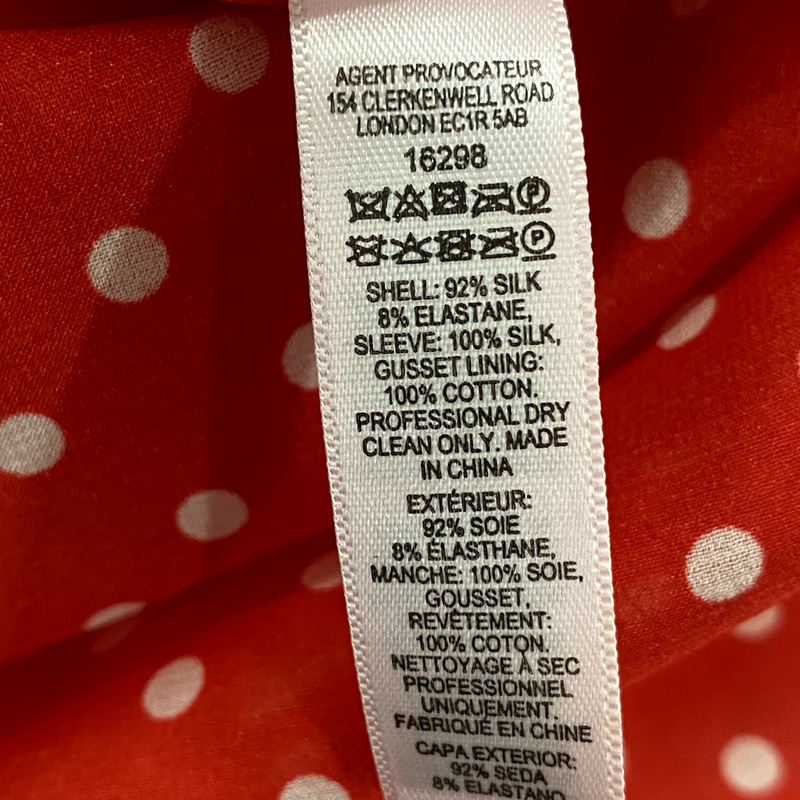 AGENT PROVOCATEUR
154 CLERKENWELL ROAD
LONDON EC1R 5AB
16298
P
P
SHELL: 92% SILK
8% ELASTANE,
SLEEVE: 100% SILK,
GUSSET LINING:
100% COTTON.
PROFESSIONAL DRY
CLEAN ONLY. MADE
IN CHINA
EXTÉRIEUR:
92% SOIE
8% ÉLASTHANE,
MANCHE: 100% SOIE,
GOUSSET,
REVÊTEMENT:
100% COTON.
NETTOYAGE À SEC
PROFESSIONNEL
UNIQUEMENT.
FABRIQUÉ EN CHINE
CAPA EXTERIOR:
92% SEDA
8% ELASTANO